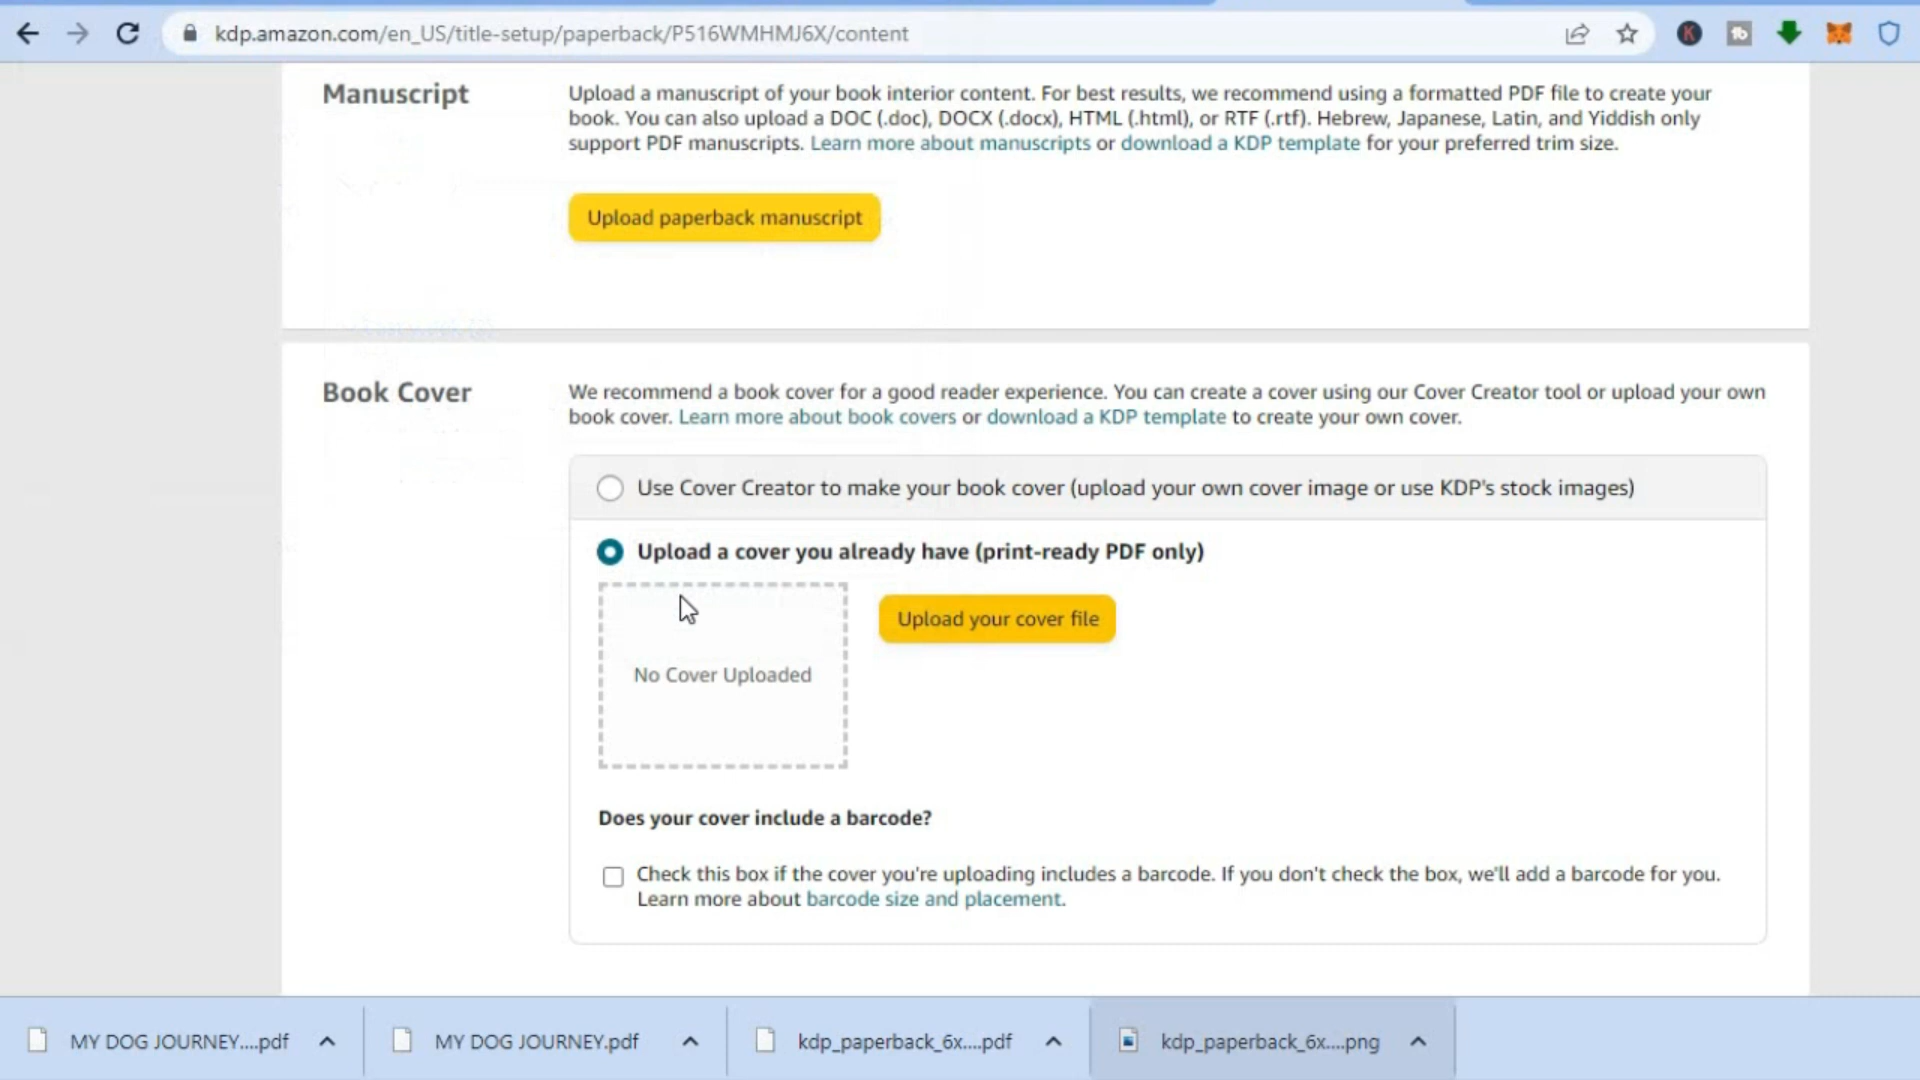 kdp.amazon.com/en_US/title-setup/paperback/P516WMHMJ6X/content
Manuscript
Upload a manuscript of your book interior content. For best results, we recommend using a formatted PDF file to create your
book. You can also upload a DOC (.doc), DOCX (.docx), HTML (.html), or RTF (.rtf). Hebrew, Japanese, Latin, and Yiddish only
support PDF manuscripts. Learn more about manuscripts or download a KDP template for your preferred trim size.
Upload paperback manuscript
Book Cover
We recommend a book cover for a good reader experience. You can create a cover using our Cover Creator tool or upload your own
book cover. Learn more about book covers or download a KDP template to create your own cover.
Use Cover Creator to make your book cover (upload your own cover image or use KDP's stock images)
Upload a cover you already have (print-ready PDF only)
Upload your cover file
No Cover Uploaded
Does your cover include a barcode?
Check this box if the cover you're uploading includes a barcode. If you don't check the box, we'll add a barcode for you.
Learn more about barcode size and placement.
MY DOG JOURNEY....pdf
MY DOG JOURNEY.pdf
kdp_paperback_6x....pdf
kdp_paperback_6x....png